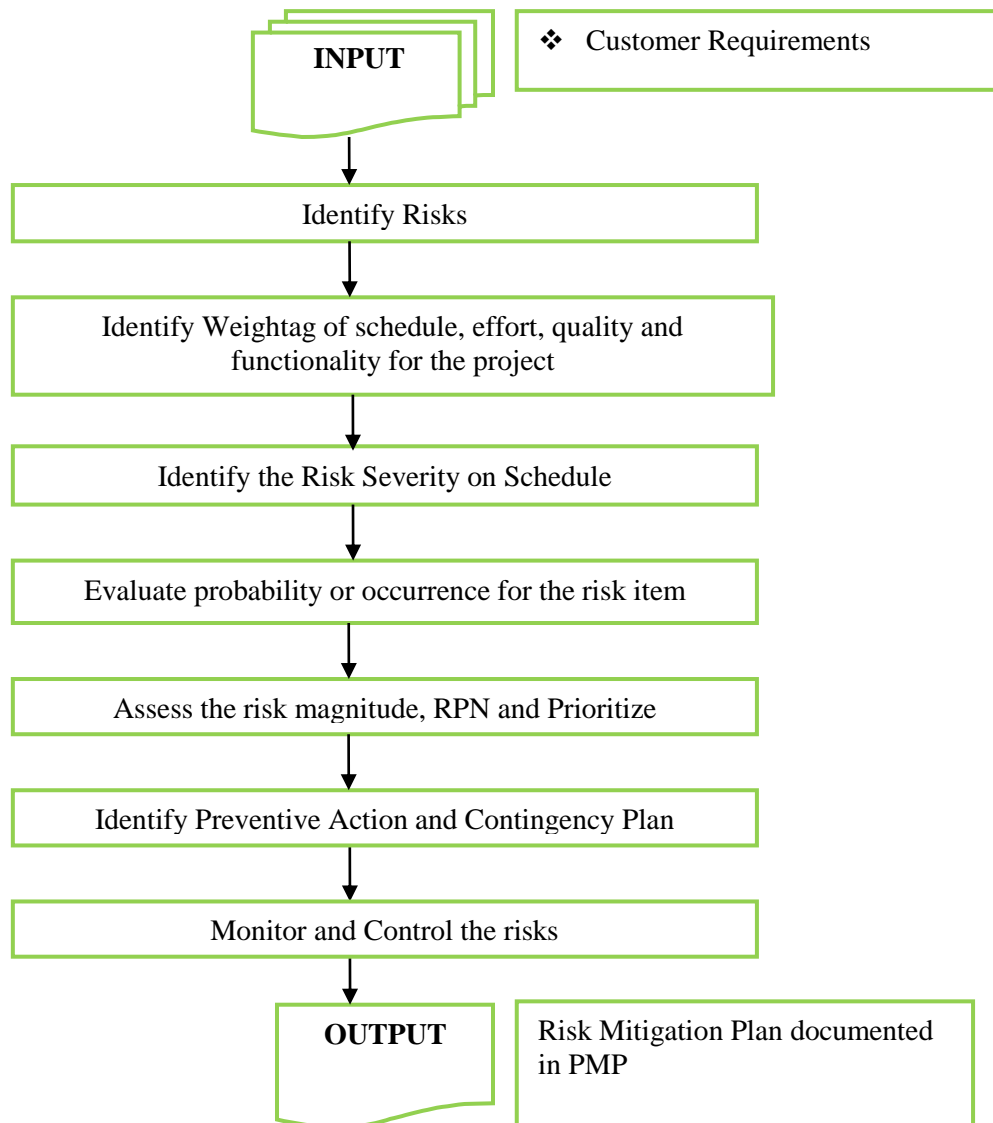 INPUT
❖ Customer Requirements
Identify Risks
Identify Weightag of schedule, effort, quality and
functionality for the project
Identify the Risk Severity on Schedule
Evaluate probability or occurrence for the risk item
Assess the risk magnitude, RPN and Prioritize
Identify Preventive Action and Contingency Plan
Monitor and Control the risks
OUTPUT
Risk Mitigation Plan documented
in PMP